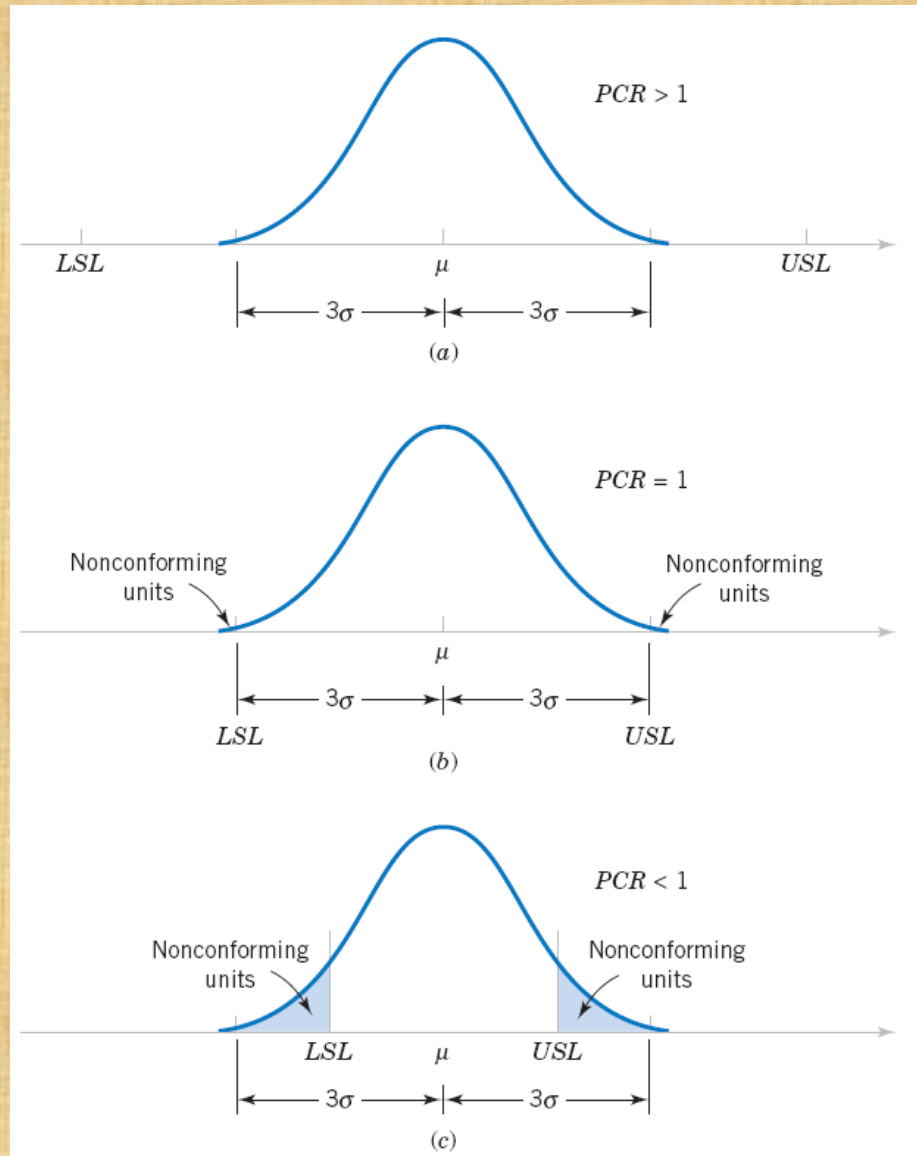 PCR > 1
LSL μ USL
3σ 3σ
(a)
PCR = 1
Nonconforming units
Nonconforming units
μ
3σ 3σ
LSL USL
(b)
PCR < 1
Nonconforming units
Nonconforming units
LSL μ USL
3σ 3σ
(c)